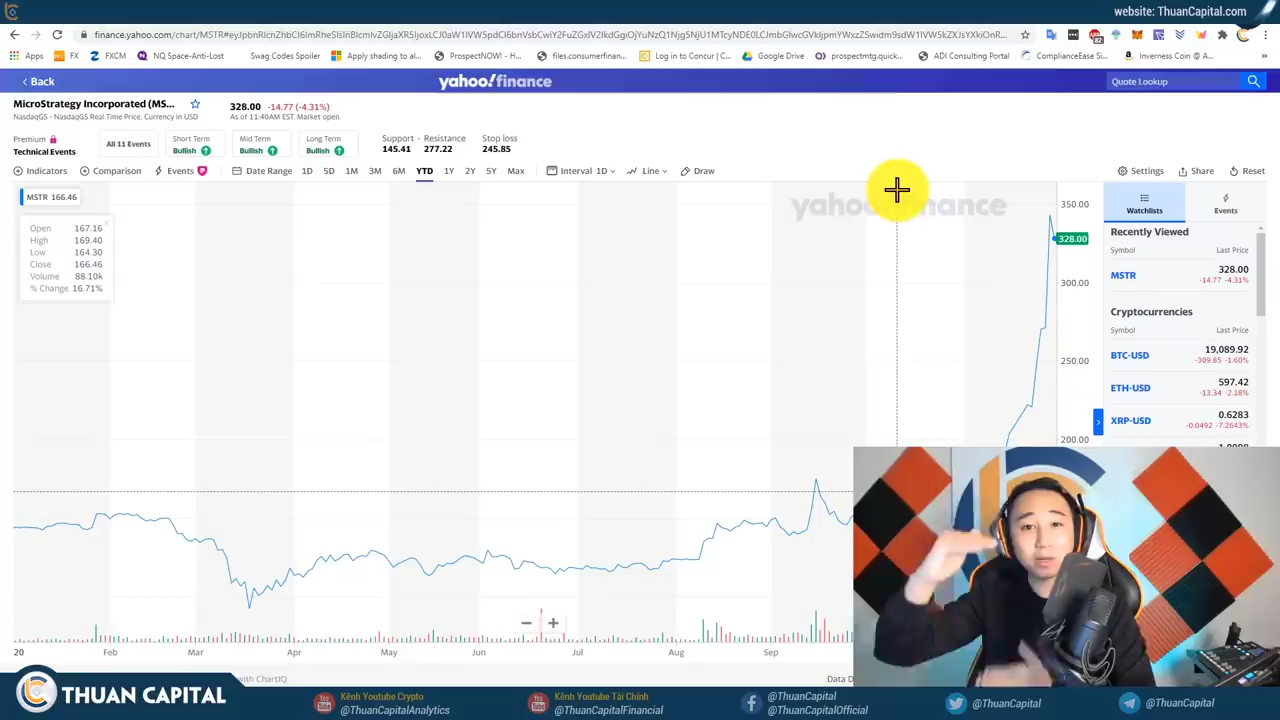 website: ThuanCapital.com
Apps
FX
FXCM
NQ Space-Anti-Lost
Swag Codes Spoiler
Apply shading to al...
ProspectNOW! - H...
files.consumerfinan...
Log in to Concur | C...
Google Drive
prospectmtg.quick...
ADI Consulting Portal
ComplianceEase Si...
Inverness Coin @ A...
Back
yahoo!finance
Quote Lookup
MicroStrategy Incorporated (MS...
328.00 -14.77 (-4.31%)
NasdaqGS - NasdaqGS Real Time Price. Currency in USD
As of 11:40AM EST. Market open.
Premium
Technical Events
All 11 Events
Short Term
Bullish
Mid Term
Bullish
Long Term
Bullish
Support - Resistance
145.41 277.22
Stop loss
245.85
Indicators
Comparison
Events
Date Range
1D 5D 1M 3M 6M YTD 1Y 2Y 5Y Max
Interval 1D
Line
Draw
Settings
Share
Reset
MSTR 166.46
Open 167.16
High 169.40
Low 164.30
Close 166.46
Volume 88.10k
% Change 16.71%
350.00
328.00
300.00
250.00
200.00
Watchlists
Events
Recently Viewed
Symbol Last Price
MSTR 328.00
-14.77 -4.31%
Cryptocurrencies
Symbol Last Price
BTC-USD 19,089.92
-309.85 -1.60%
ETH-USD 597.42
-13.34 -2.18%
XRP-USD 0.6283
-0.0492 -7.2643%
20 Feb Mar Apr May Jun Jul Aug Sep
with ChartIQ
Data D
THUAN CAPITAL
Kênh Youtube Crypto
@ThuanCapitalAnalytics
Kênh Youtube Tài Chính
@ThuanCapitalFinancial
@ThuanCapital
@ThuanCapitalOfficial
@ThuanCapital
@ThuanCapital